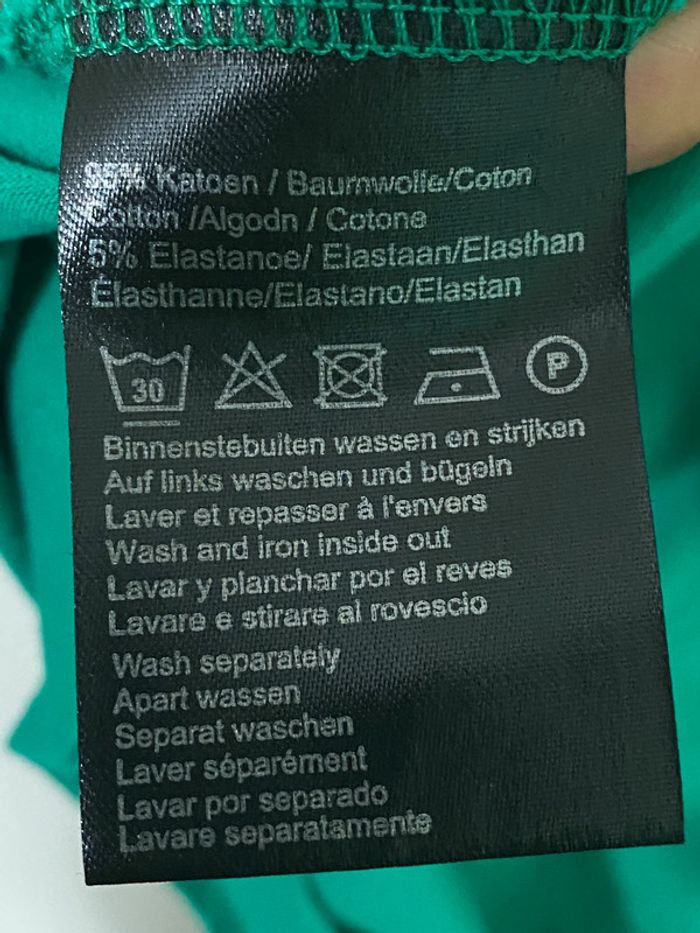 95% Katoen / Baumwolle/Coton
Cotton /Algodn / Cotone
5% Elastanoe/ Elastaan/Elasthan
Elasthanne/Elastano/Elastan
30
P
Binnenstebuiten wassen en strijken
Auf links waschen und bügeln
Laver et repasser à l'envers
Wash and iron inside out
Lavar y planchar por el reves
Lavare e stirare al rovescio
Wash separately
Apart wassen
Separat waschen
Laver séparément
Lavar por separado
Lavare separatamente